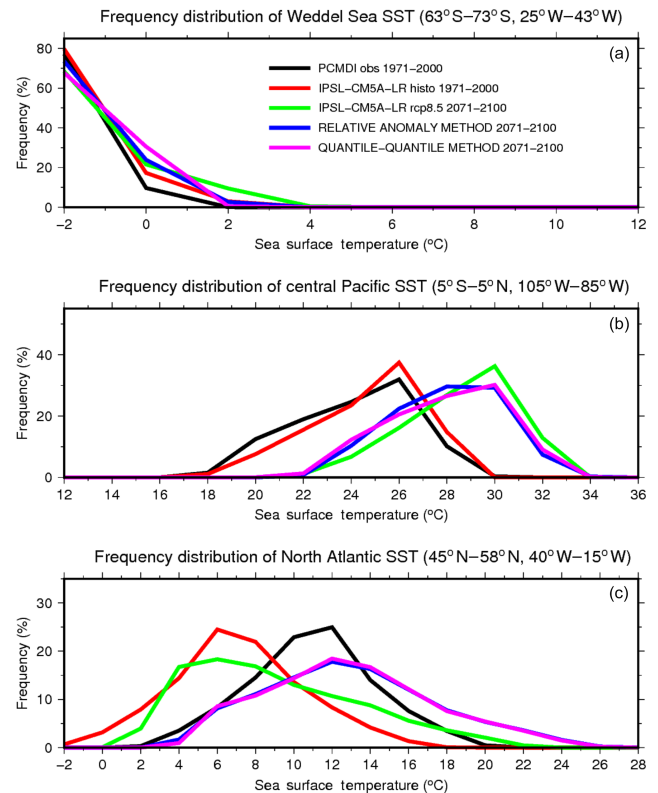 Frequency distribution of Weddel Sea SST (63°S−73°S, 25°W−43°W)
(a)
80
60
40
20
0
Frequency (%)
PCMDI obs 1971−2000
IPSL−CM5A−LR histo 1971−2000
IPSL−CM5A−LR rcp8.5 2071−2100
RELATIVE ANOMALY METHOD 2071−2100
QUANTILE−QUANTILE METHOD 2071−2100
−2 0 2 4 6 8 10 12
Sea surface temperature (°C)
Frequency distribution of central Pacific SST (5°S−5°N, 105°W−85°W)
(b)
40
20
0
Frequency (%)
12 14 16 18 20 22 24 26 28 30 32 34 36
Sea surface temperature (°C)
Frequency distribution of North Atlantic SST (45°N−58°N, 40°W−15°W)
(c)
30
20
10
0
Frequency (%)
−2 0 2 4 6 8 10 12 14 16 18 20 22 24 26 28
Sea surface temperature (°C)